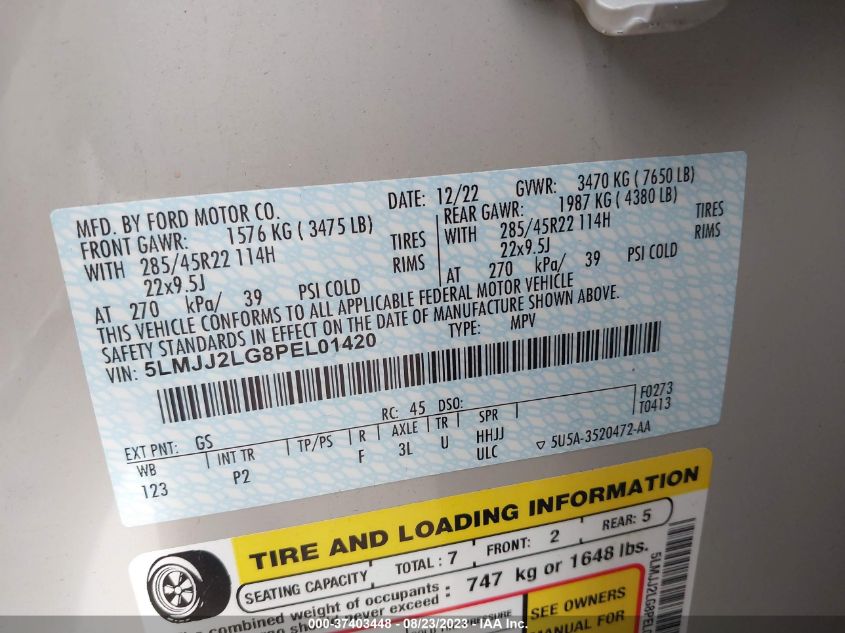 MFD. BY FORD MOTOR CO. DATE: 12/22 GVWR: 3470 KG ( 7650 LB)
FRONT GAWR: 1576 KG ( 3475 LB) REAR GAWR: 1987 KG ( 4380 LB)
WITH 285/45R22 114H TIRES WITH 285/45R22 114H TIRES
22x9.5J RIMS 22x9.5J RIMS
AT 270 kPa/ 39 PSI COLD AT 270 kPa/ 39 PSI COLD
THIS VEHICLE CONFORMS TO ALL APPLICABLE FEDERAL MOTOR VEHICLE
SAFETY STANDARDS IN EFFECT ON THE DATE OF MANUFACTURE SHOWN ABOVE.
VIN: 5LMJJ2LG8PEL01420 TYPE: MPV
F0273
T0413
EXT PNT: GS RC: 45 DSO:
WB INT TR TP/PS R AXLE TR SPR
123 P2 F 3L U HHJJ
ULC
5U5A-3520472-AA
TIRE AND LOADING INFORMATION
SEATING CAPACITY TOTAL : 7 FRONT: 2 REAR: 5
combined weight of occupants
never exceed : 747 kg or 1648 lbs.
SEE OWNERS
MANUAL FOR
000-37403448 - 08/23/2023 - IAA Inc.